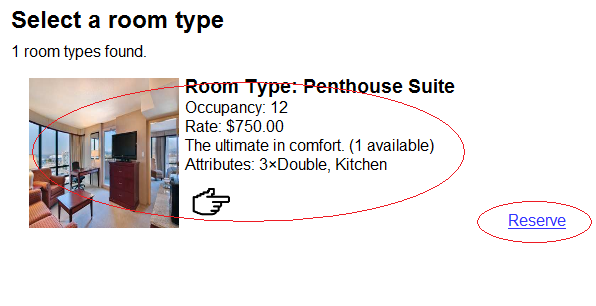 Select a room type
1 room types found.
Room Type: Penthouse Suite
Occupancy: 12
Rate: $750.00
The ultimate in comfort. (1 available)
Attributes: 3×Double, Kitchen
Reserve